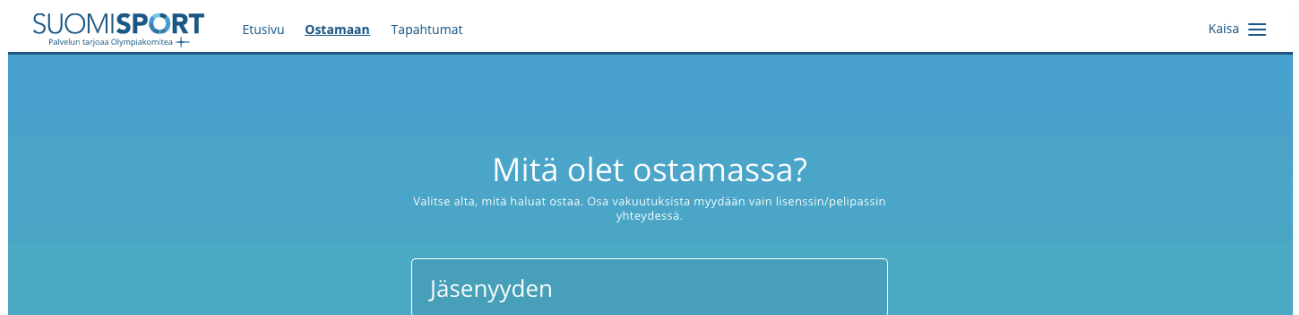 SUOMISPORT
Palvelun tarjoaa Olympiakomitea
Etusivu Ostamaan Tapahtumat
Kaisa
Mitä olet ostamassa?
Valitse alta, mitä haluat ostaa. Osa vakuutuksista myydään vain lisenssin/pelipassin
yhteydessä.
Jäsenyyden